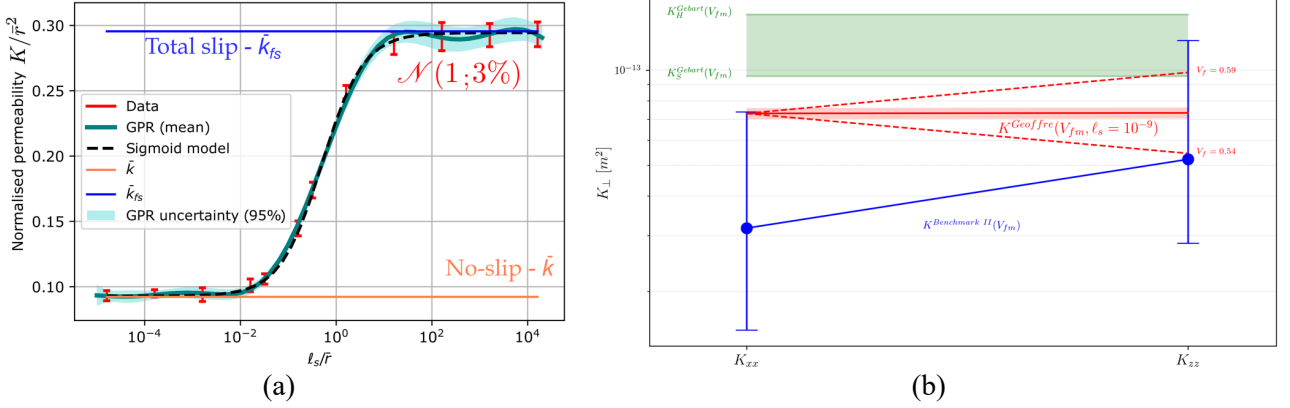 Normalised permeability K/r̄²
0.30
0.25
0.20
0.15
0.10
Total slip - k̄fs
𝒩(1;3%)
Data
GPR (mean)
Sigmoid model
k̄
k̄fs
GPR uncertainty (95%)
No-slip - k̄
10⁻⁴
10⁻²
10⁰
10²
10⁴
ℓs/r̄
(a)
K⊥ [m²]
K_H^Gebart(Vfm)
K_S^Gebart(Vfm)
10⁻¹³
Vf = 0.59
K^Geoffre(Vfm, ℓs = 10⁻⁹)
Vf = 0.54
K^Benchmark II(Vfm)
Kxx
Kzz
(b)